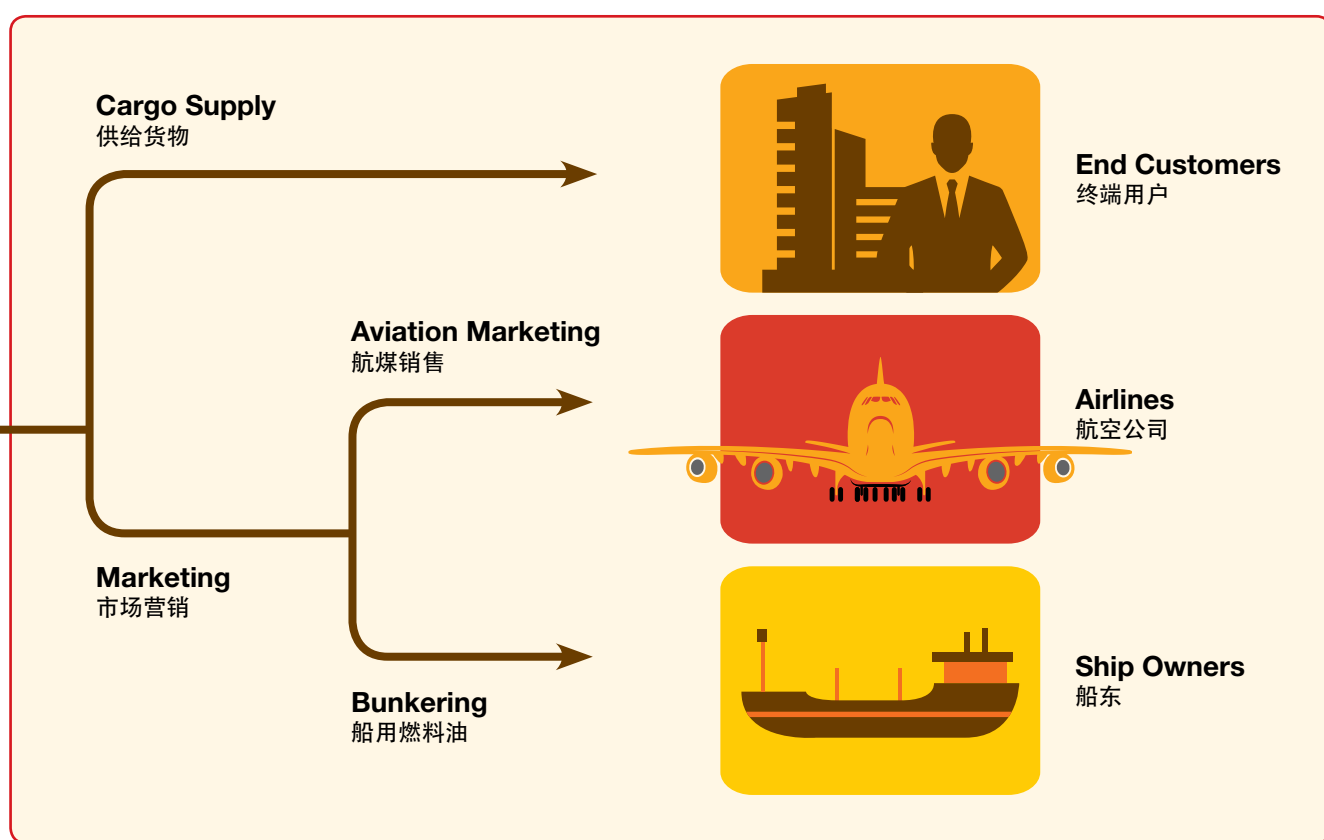 Cargo Supply
供给货物
End Customers
终端用户
Aviation Marketing
航煤销售
Airlines
航空公司
Marketing
市场营销
Bunkering
船用燃料油
Ship Owners
船东